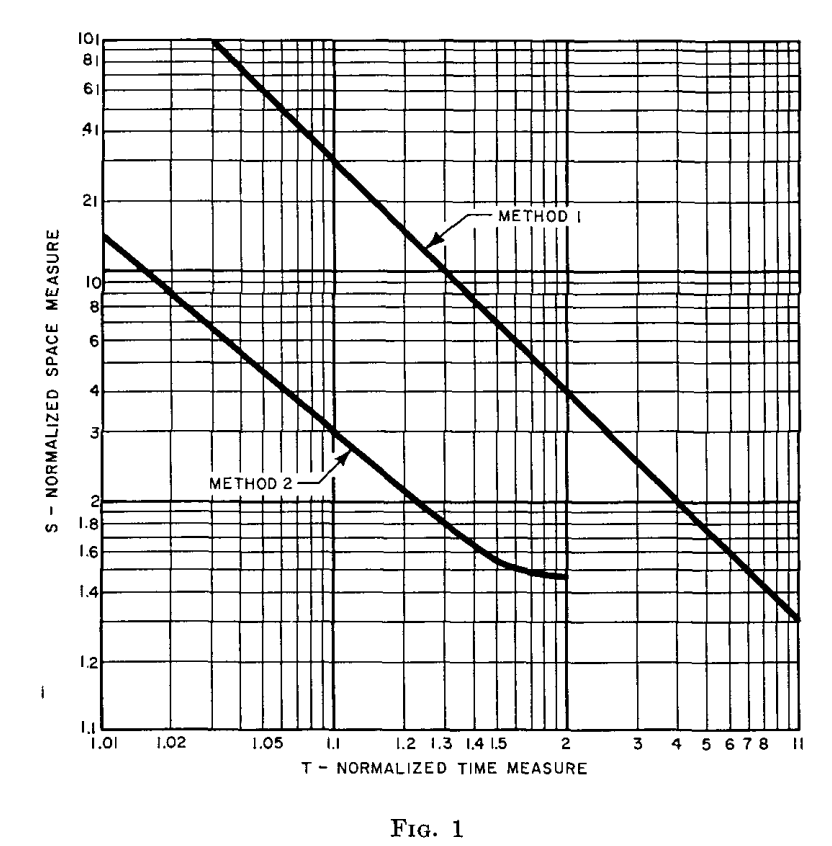 101
81
61
41
21
10
8
6
4
3
2
1.8
1.6
1.4
1.2
1.1
S - NORMALIZED SPACE MEASURE
METHOD 1
METHOD 2
1.01 1.02 1.05 1.1 1.2 1.3 1.4 1.5 2 3 4 5 6 7 8 11
T - NORMALIZED TIME MEASURE
FIG. 1